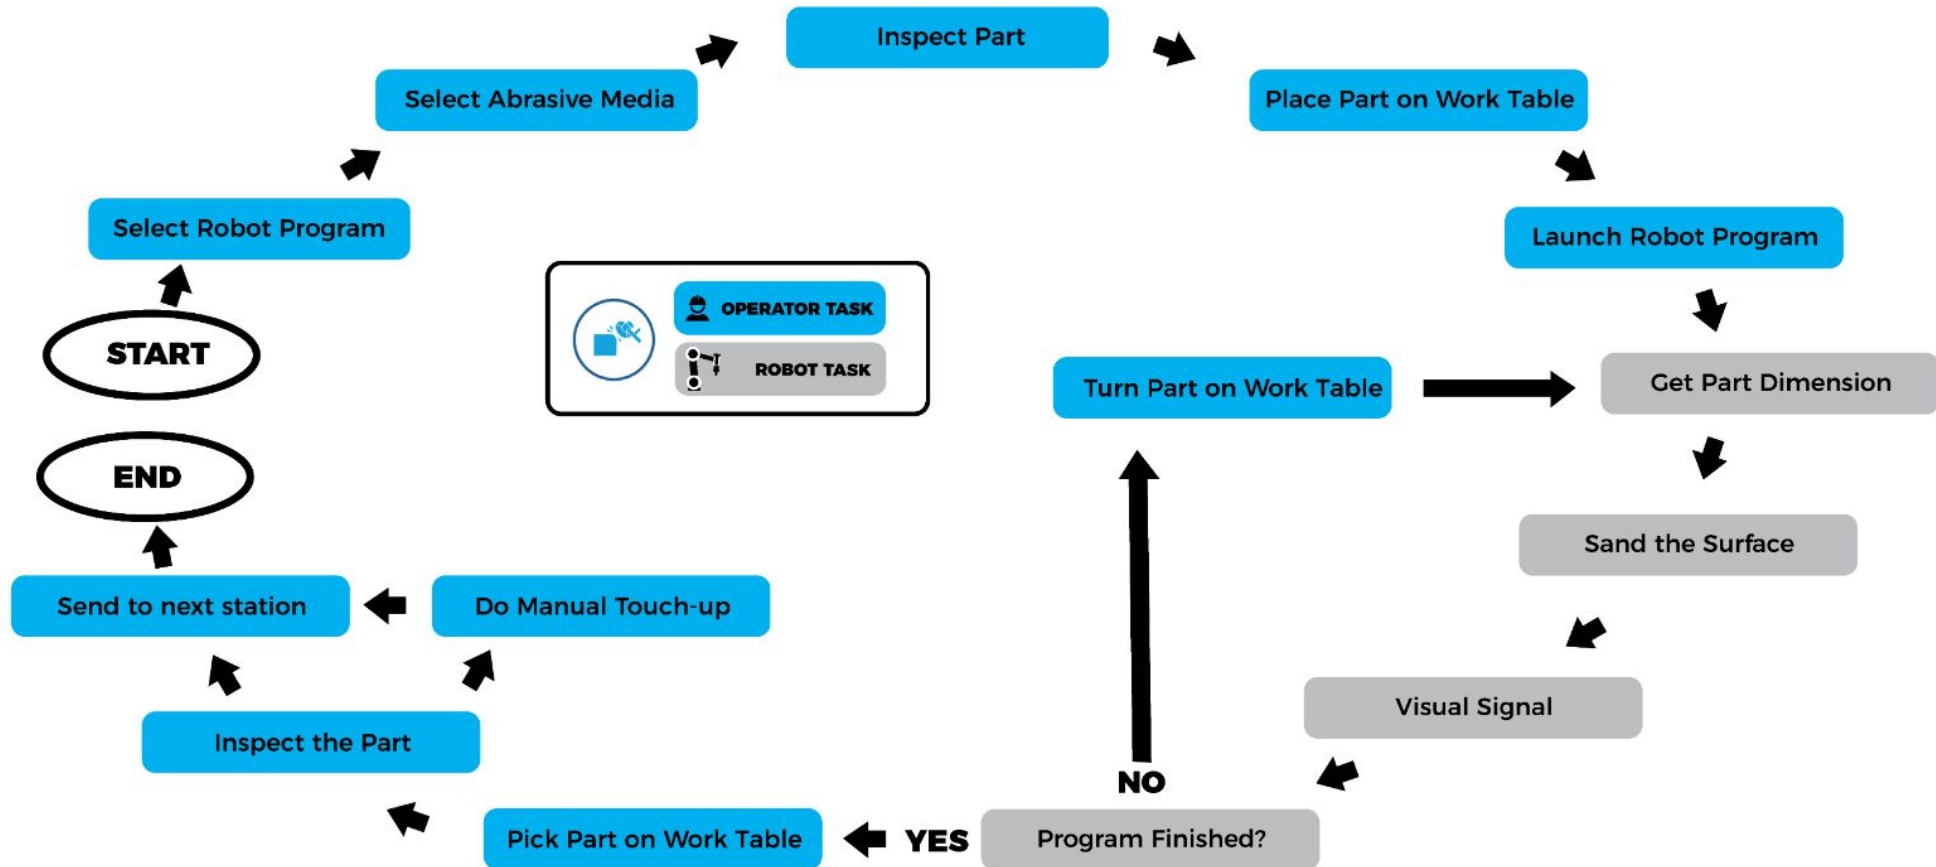 Inspect Part
Select Abrasive Media
Place Part on Work Table
Select Robot Program
Launch Robot Program
START
OPERATOR TASK
ROBOT TASK
Turn Part on Work Table
Get Part Dimension
END
Sand the Surface
Send to next station
Do Manual Touch-up
Visual Signal
Inspect the Part
NO
Pick Part on Work Table
YES
Program Finished?